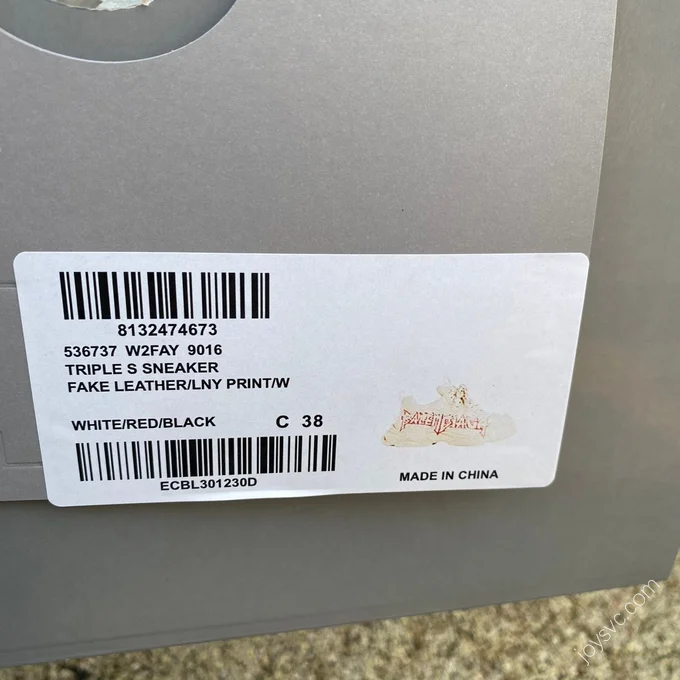 8132474673
536737 W2FAY 9016
TRIPLE S SNEAKER
FAKE LEATHER/LNY PRINT/W
WHITE/RED/BLACK C 38
ECBL301230D
MADE IN CHINA
joysvc.com